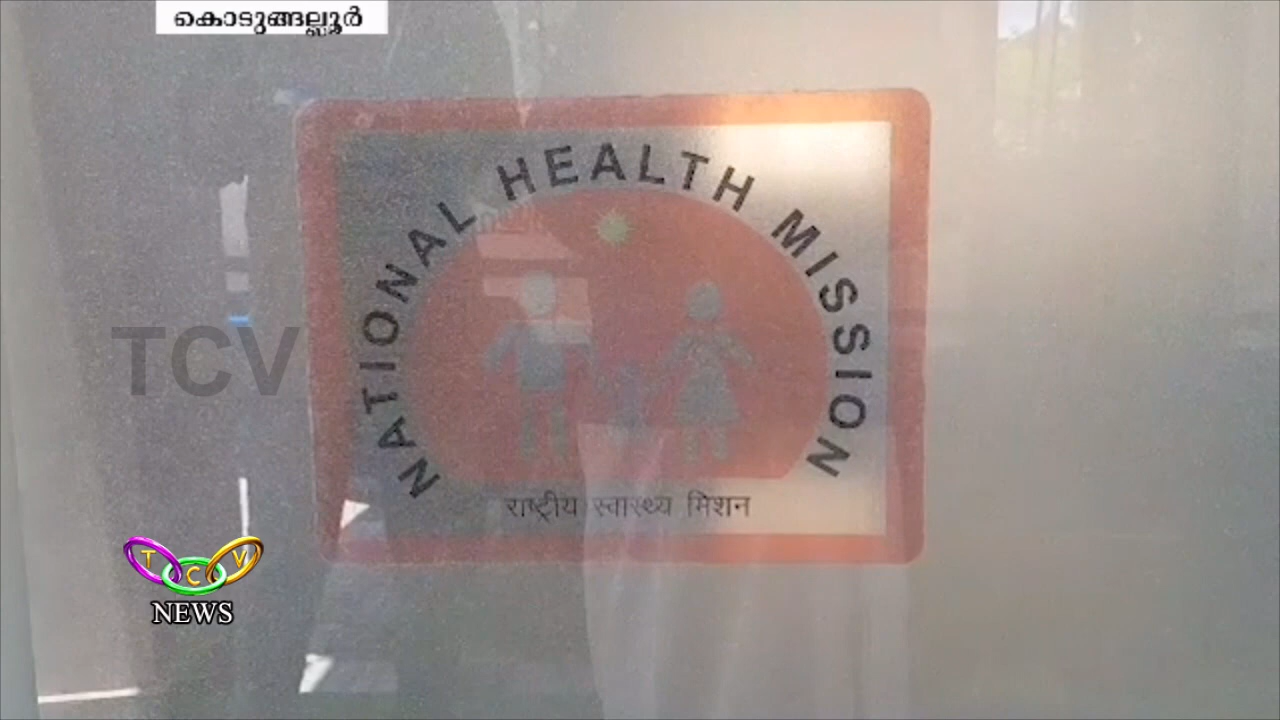 കൊടുങ്ങല്ലൂർ
NATIONAL HEALTH MISSION
TCV
राष्ट्रीय स्वास्थ्य मिशन
TCV
NEWS